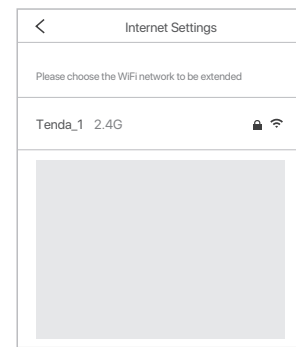 Internet Settings
Please choose the WiFi network to be extended
Tenda_1 2.4G